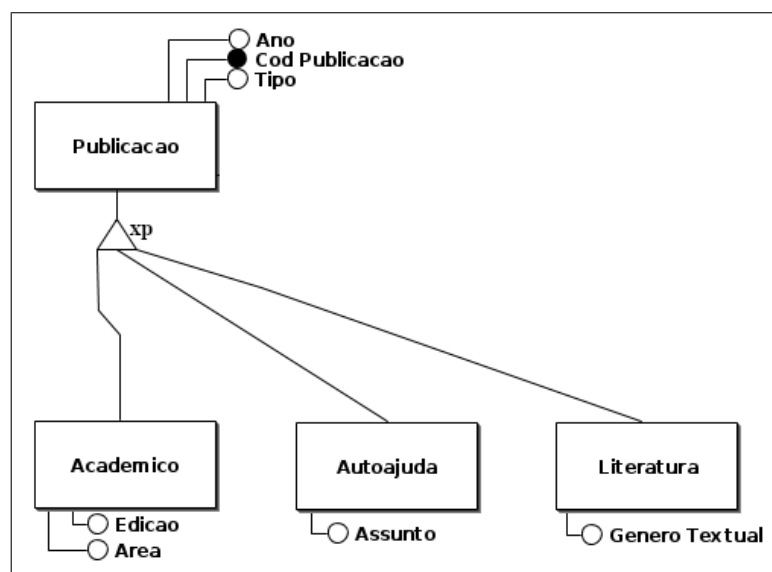 Ano
Cod Publicacao
Tipo
Publicacao
xp
Academico
Autoajuda
Literatura
Edicao
Area
Assunto
Genero Textual